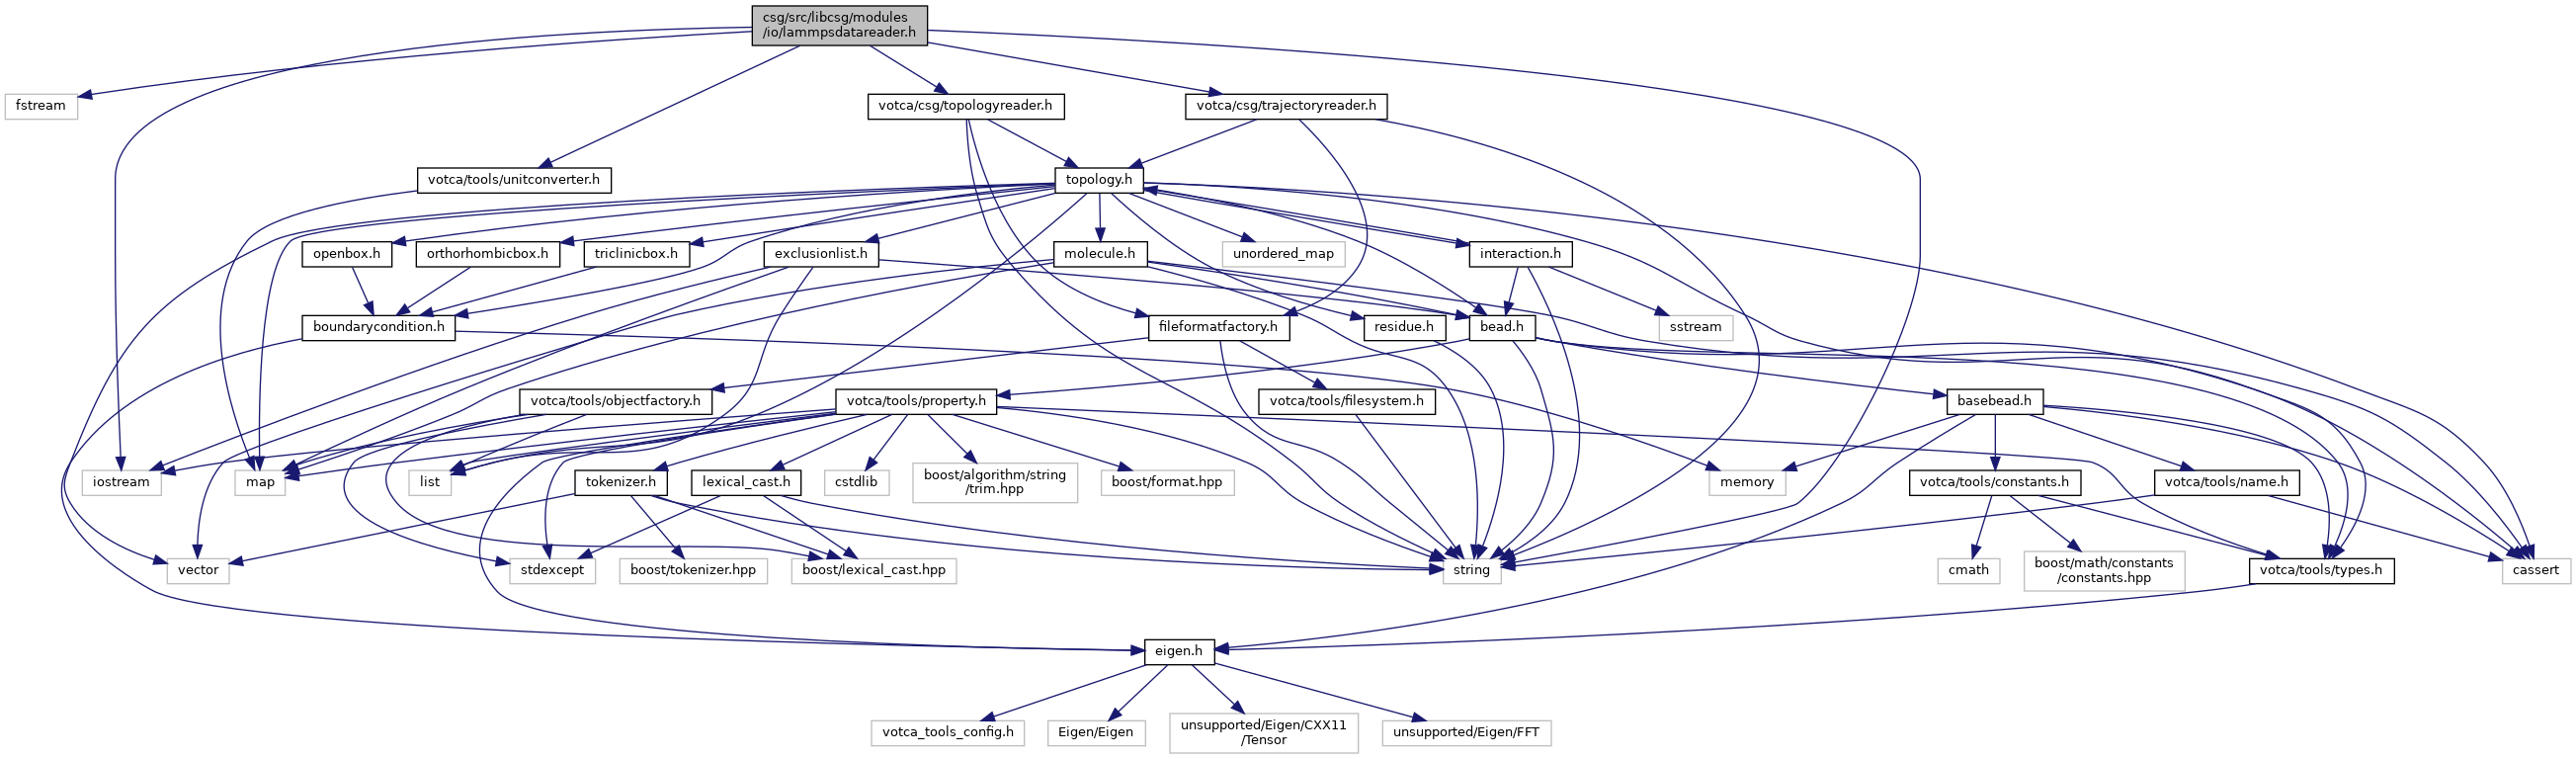 csg/src/libcsg/modules
/io/lammpsdatareader.h
fstream
votca/csg/topologyreader.h
votca/csg/trajectoryreader.h
votca/tools/unitconverter.h
topology.h
openbox.h
orthorhombicbox.h
triclinicbox.h
exclusionlist.h
molecule.h
unordered_map
interaction.h
boundarycondition.h
fileformatfactory.h
residue.h
bead.h
sstream
votca/tools/objectfactory.h
votca/tools/property.h
votca/tools/filesystem.h
basebead.h
iostream
map
list
tokenizer.h
lexical_cast.h
cstdlib
boost/algorithm/string
/trim.hpp
boost/format.hpp
memory
votca/tools/constants.h
votca/tools/name.h
vector
stdexcept
boost/tokenizer.hpp
boost/lexical_cast.hpp
string
cmath
boost/math/constants
/constants.hpp
votca/tools/types.h
cassert
eigen.h
votca_tools_config.h
Eigen/Eigen
unsupported/Eigen/CXX11
/Tensor
unsupported/Eigen/FFT